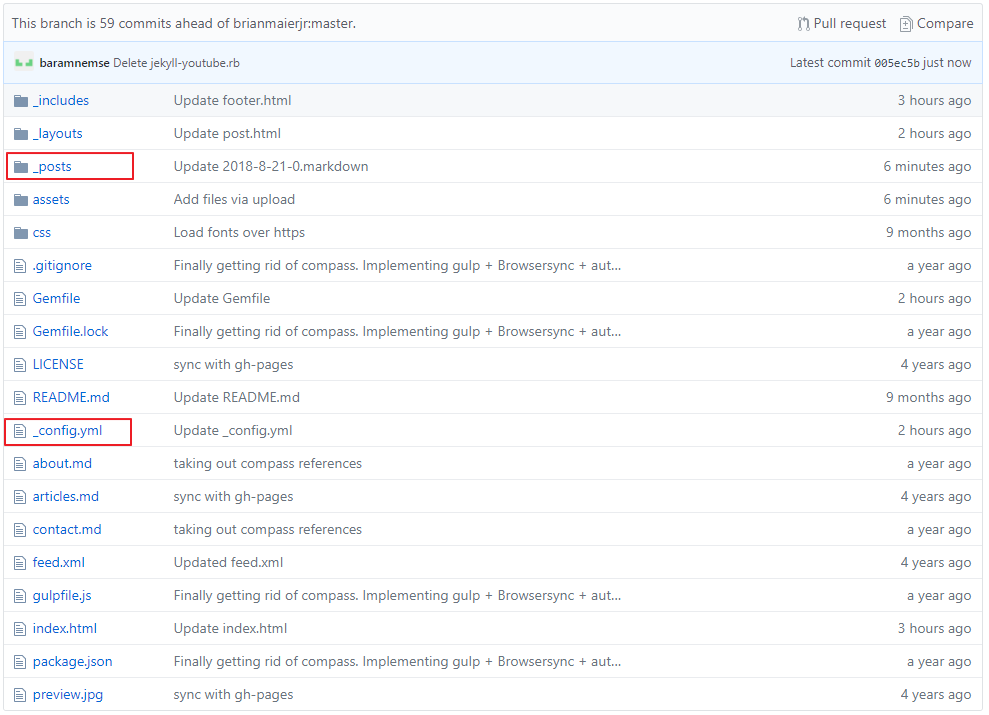 This branch is 59 commits ahead of brianmaierjr:master. Pull request Compare
baramnemse Delete jekyll-youtube.rb Latest commit 005ec5b just now
_includes Update footer.html 3 hours ago
_layouts Update post.html 2 hours ago
_posts Update 2018-8-21-0.markdown 6 minutes ago
assets Add files via upload 6 minutes ago
css Load fonts over https 9 months ago
.gitignore Finally getting rid of compass. Implementing gulp + Browsersync + aut... a year ago
Gemfile Update Gemfile 2 hours ago
Gemfile.lock Finally getting rid of compass. Implementing gulp + Browsersync + aut... a year ago
LICENSE sync with gh-pages 4 years ago
README.md Update README.md 9 months ago
_config.yml Update _config.yml 2 hours ago
about.md taking out compass references a year ago
articles.md sync with gh-pages 4 years ago
contact.md taking out compass references a year ago
feed.xml Updated feed.xml 4 years ago
gulpfile.js Finally getting rid of compass. Implementing gulp + Browsersync + aut... a year ago
index.html Update index.html 3 hours ago
package.json Finally getting rid of compass. Implementing gulp + Browsersync + aut... a year ago
preview.jpg sync with gh-pages 4 years ago